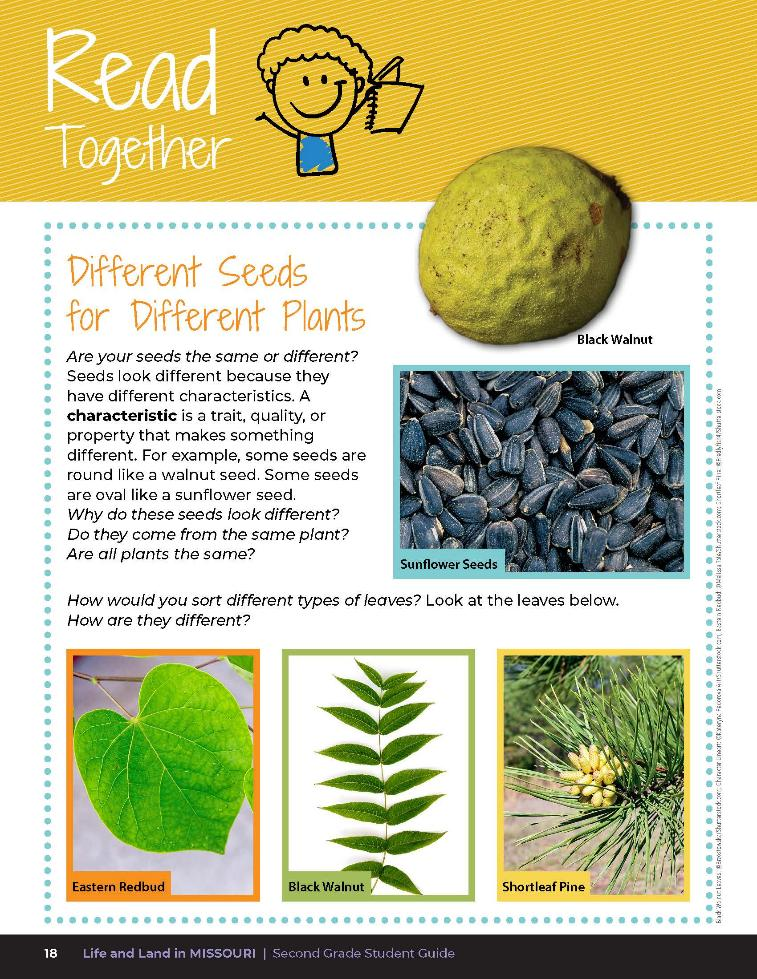 Read
Together
Black Walnut
Different Seeds
for Different Plants
Are your seeds the same or different?
Seeds look different because they
have different characteristics. A
characteristic is a trait, quality, or
property that makes something
different. For example, some seeds are
round like a walnut seed. Some seeds
are oval like a sunflower seed.
Why do these seeds look different?
Do they come from the same plant?
Are all plants the same?
Sunflower Seeds
How would you sort different types of leaves? Look at the leaves below.
How are they different?
Eastern Redbud
Black Walnut
Shortleaf Pine
18 Life and Land in MISSOURI | Second Grade Student Guide